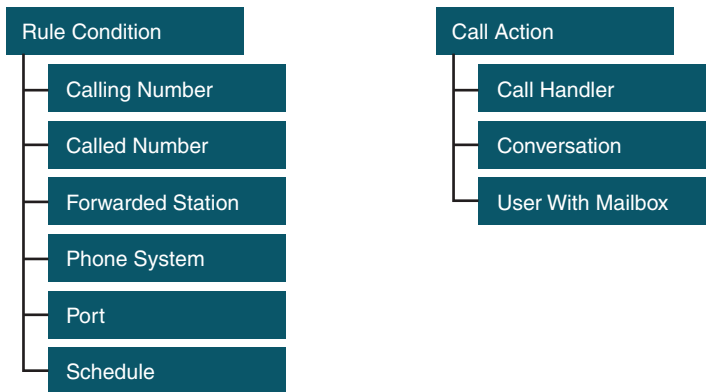 Rule Condition
Calling Number
Called Number
Forwarded Station
Phone System
Port
Schedule
Call Action
Call Handler
Conversation
User With Mailbox